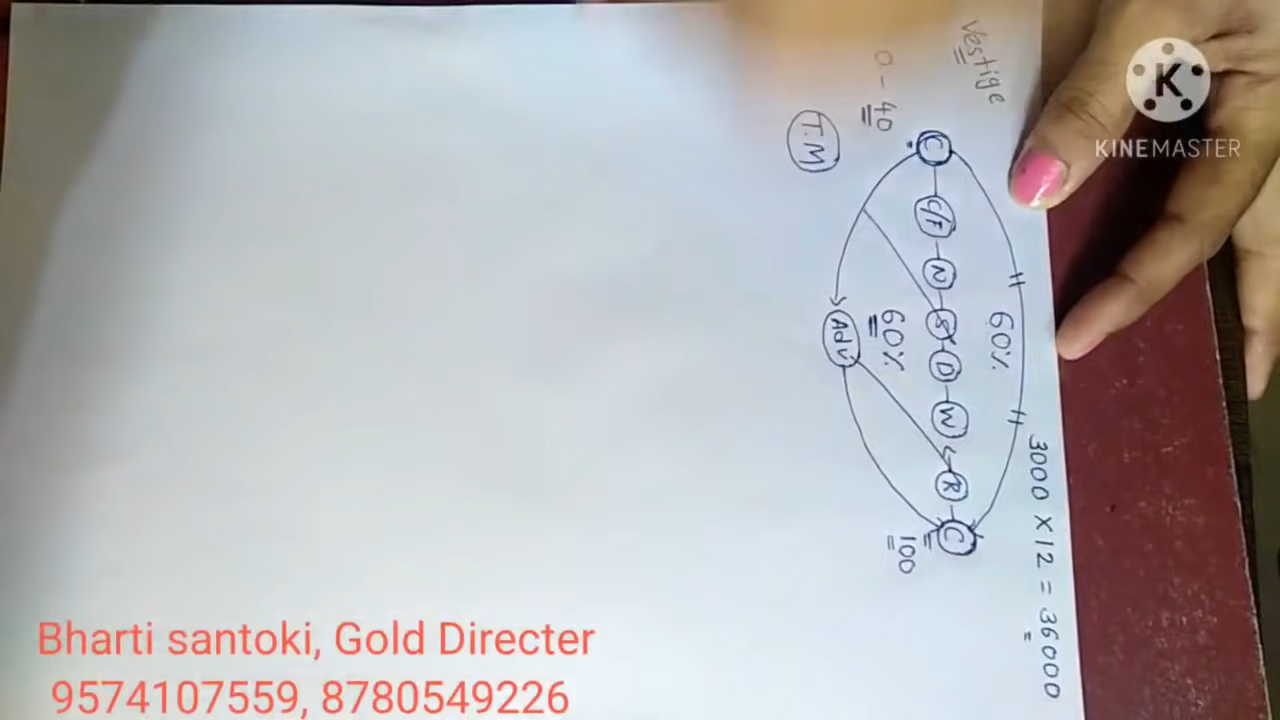 Vestige
0 - 40
T.M
C
C/F
N
S
D
W
R
C
60%
60%
Adv
100
3000 X 12 = 36000
K
KINEMASTER
Bharti santoki, Gold Directer
9574107559, 8780549226